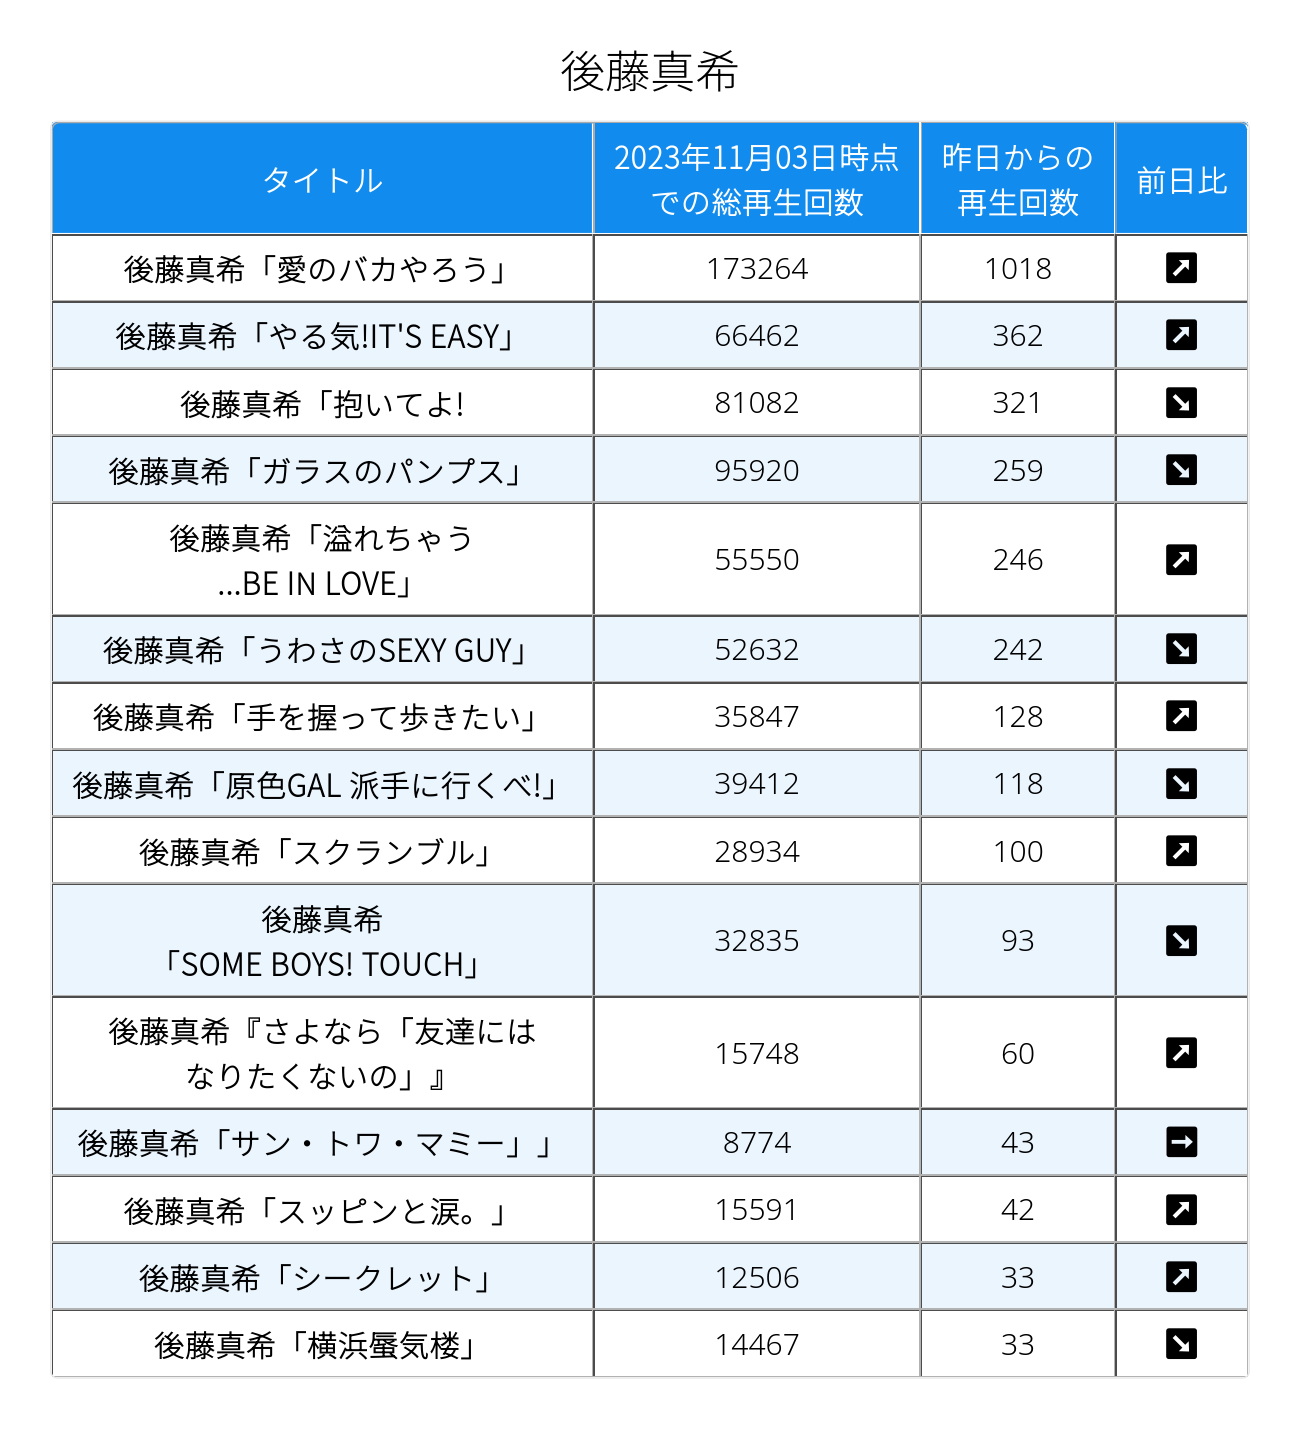 後藤真希
タイトル
2023年11月03日時点
での総再生回数
昨日からの
再生回数
前日比
後藤真希「愛のバカやろう」 173264 1018
後藤真希「やる気!IT'S EASY」 66462 362
後藤真希「抱いてよ! 81082 321
後藤真希「ガラスのパンプス」 95920 259
後藤真希「溢れちゃう
...BE IN LOVE」 55550 246
後藤真希「うわさのSEXY GUY」 52632 242
後藤真希「手を握って歩きたい」 35847 128
後藤真希「原色GAL 派手に行くべ!」 39412 118
後藤真希「スクランブル」 28934 100
後藤真希
「SOME BOYS! TOUCH」 32835 93
後藤真希『さよなら「友達には
なりたくないの」』 15748 60
後藤真希「サン・トワ・マミー」」 8774 43
後藤真希「スッピンと涙。」 15591 42
後藤真希「シークレット」 12506 33
後藤真希「横浜蜃気楼」 14467 33